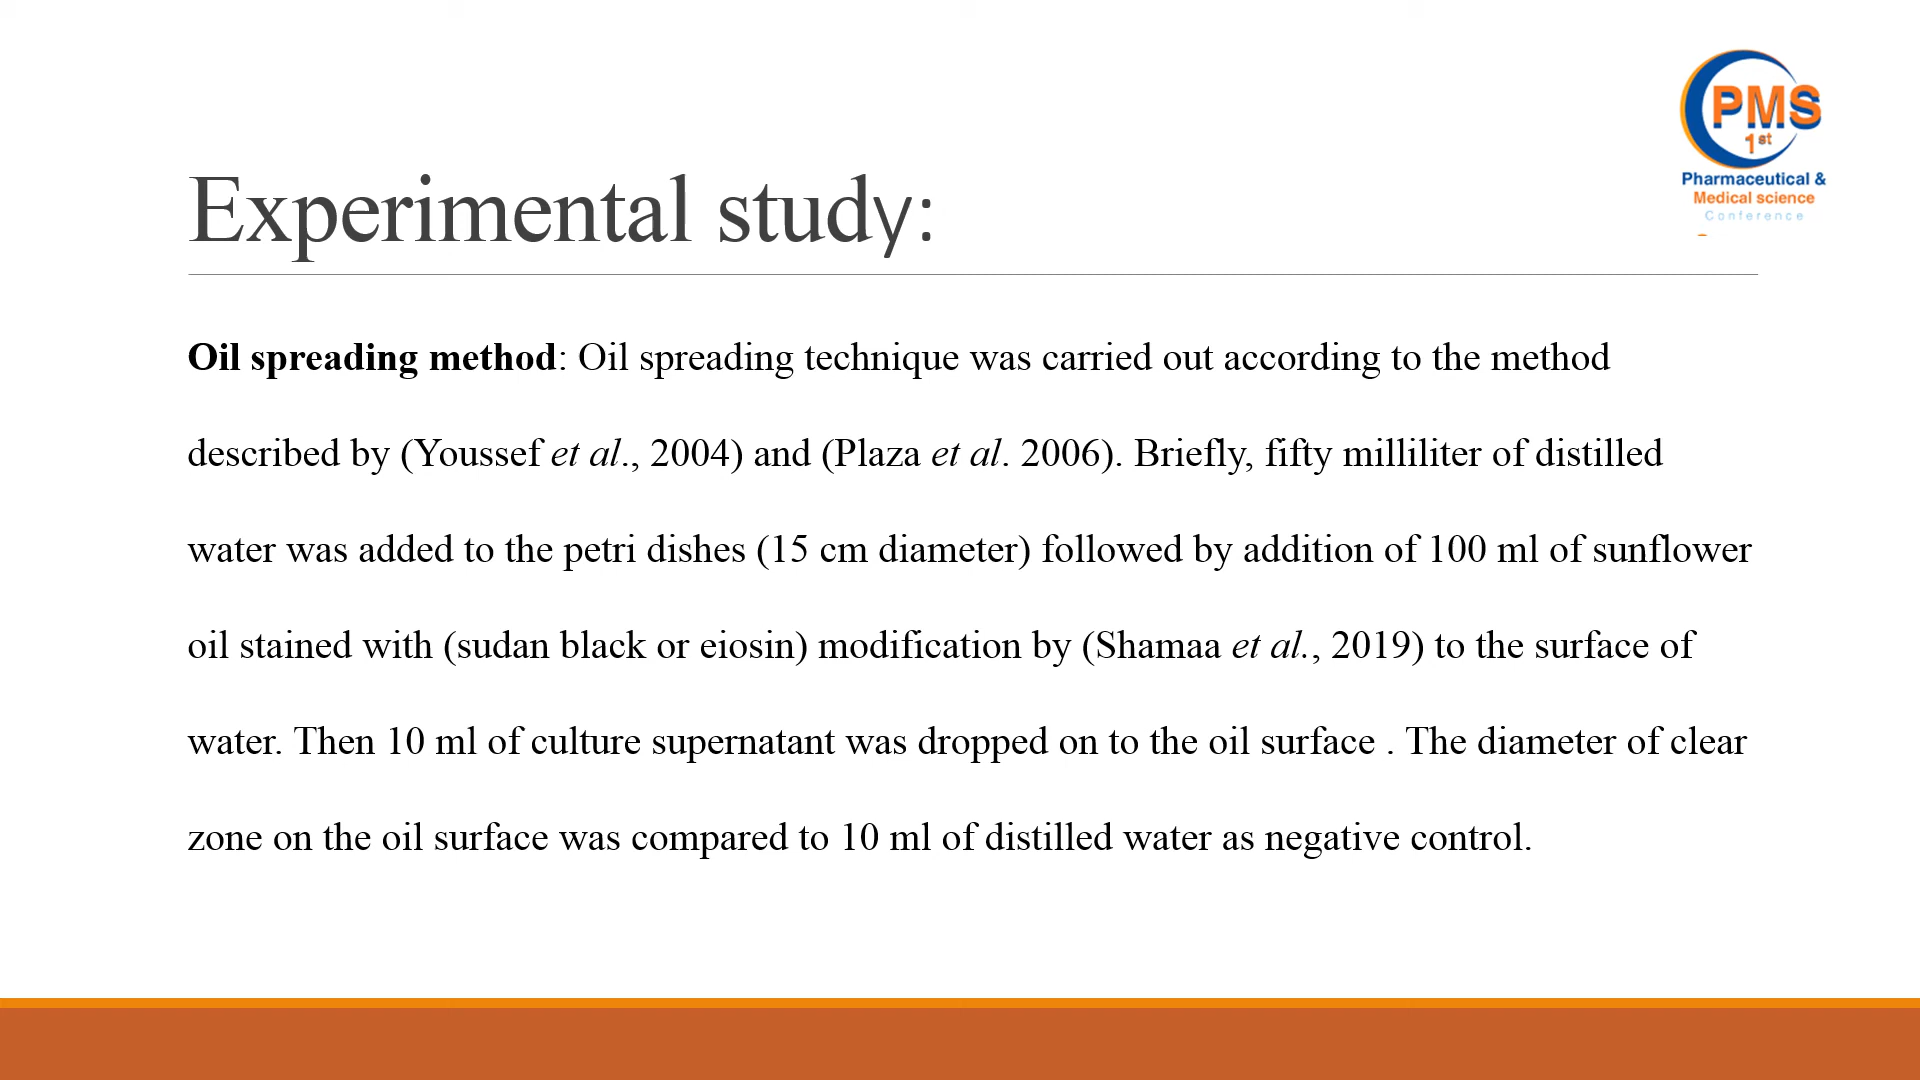 PMS
1st
Pharmaceutical &
Medical science
Conference
Experimental study:
Oil spreading method: Oil spreading technique was carried out according to the method
described by (Youssef et al., 2004) and (Plaza et al. 2006). Briefly, fifty milliliter of distilled
water was added to the petri dishes (15 cm diameter) followed by addition of 100 ml of sunflower
oil stained with (sudan black or eiosin) modification by (Shamaa et al., 2019) to the surface of
water. Then 10 ml of culture supernatant was dropped on to the oil surface . The diameter of clear
zone on the oil surface was compared to 10 ml of distilled water as negative control.